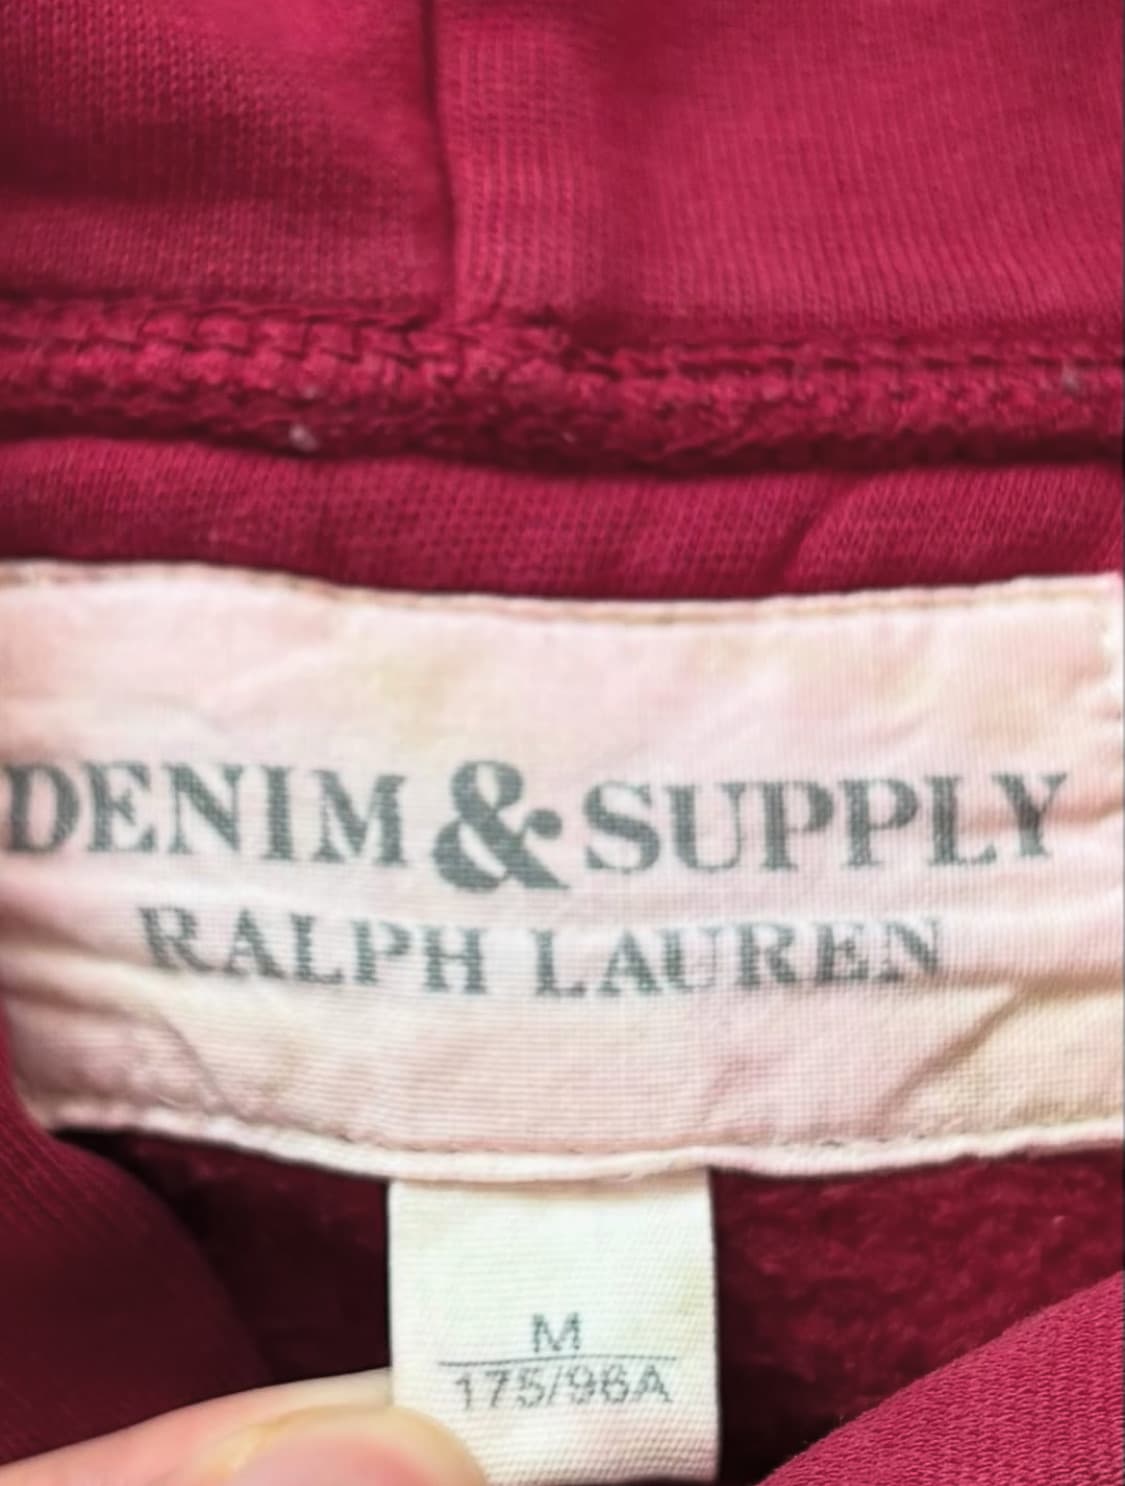 DENIM & SUPPLY
RALPH LAUREN
M
175/96A